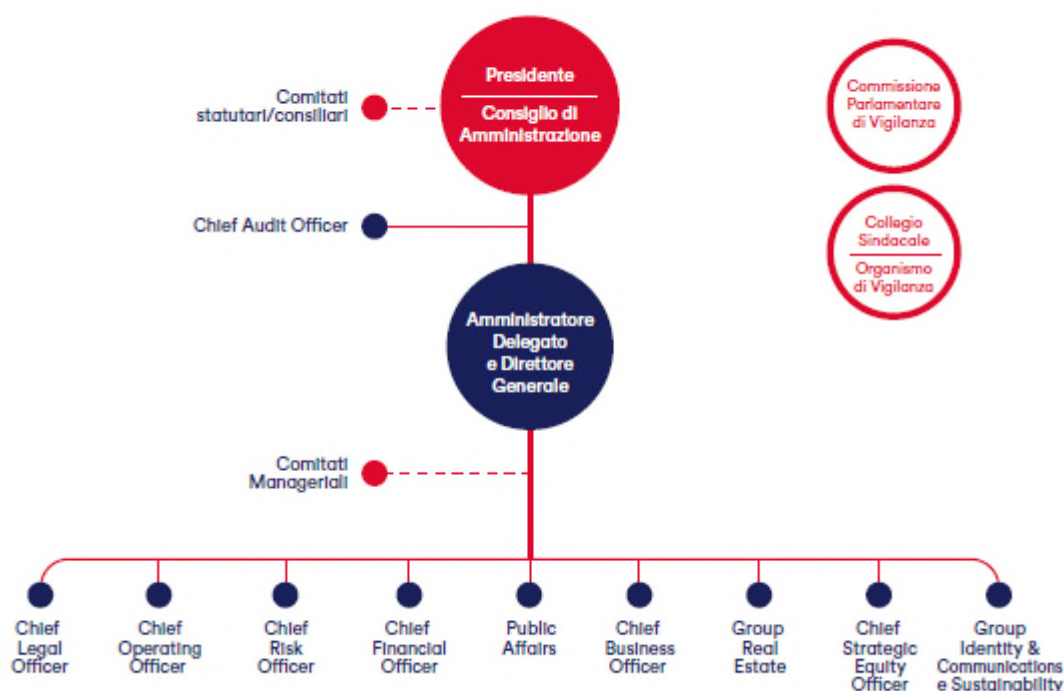 Presidente
Consiglio di
Amministrazione
Comitati
statutari/consiliari
Commissione
Parlamentare
di Vigilanza
Chief Audit Officer
Collegio
Sindacale
Organismo
di Vigilanza
Amministratore
Delegato
e Direttore
Generale
Comitati
Manageriali
Chief
Legal
Officer
Chief
Operating
Officer
Chief
Risk
Officer
Chief
Financial
Officer
Public
Affairs
Chief
Business
Officer
Group
Real
Estate
Chief
Strategic
Equity
Officer
Group
Identity &
Communications
e Sustainability